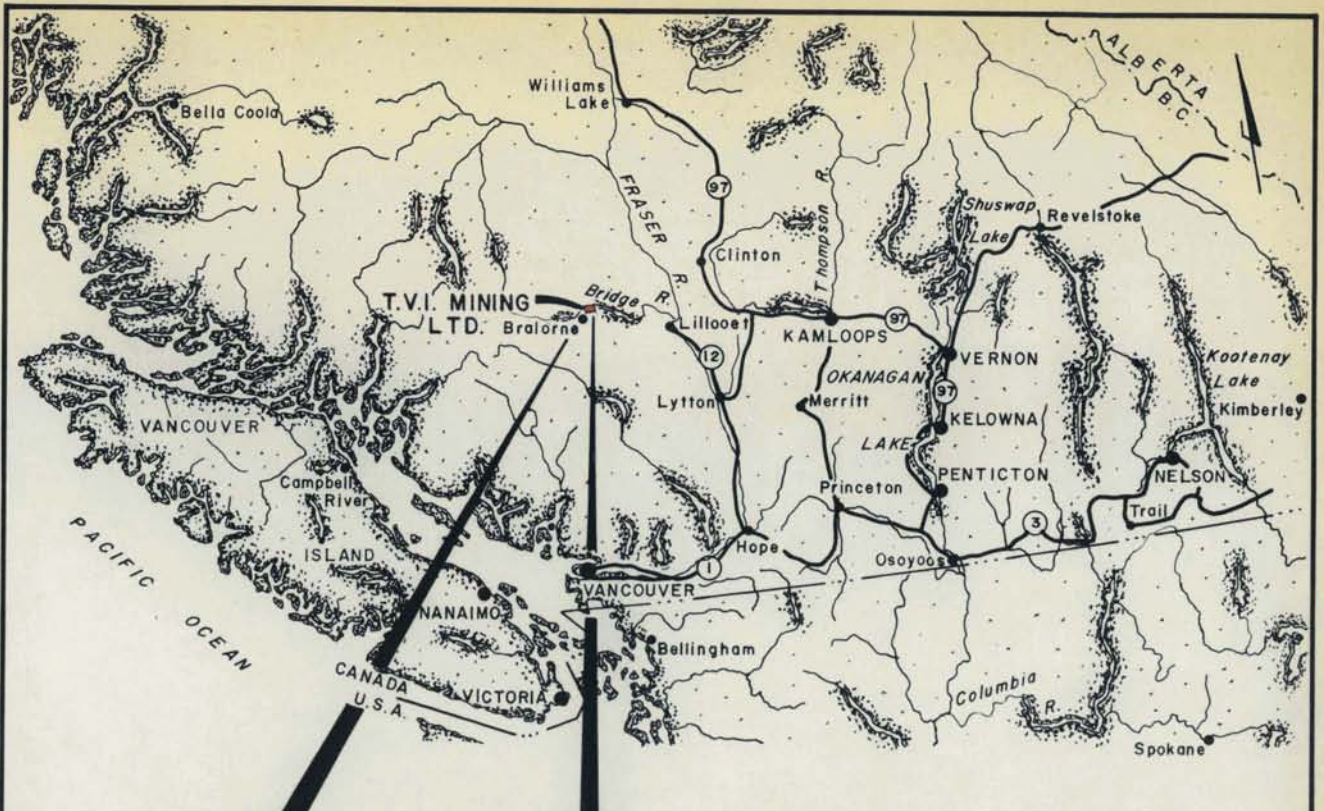 ALBERTA
B.C.
Williams
Lake
Bella Coola
97
FRASER
R.
Thompson R.
Shuswap
Lake
Revelstoke
Clinton
T.V.I. MINING
LTD.
Bridge R.
Bralorne
Lillooet
KAMLOOPS
97
VERNON
12
OKANAGAN
LAKE
97
Kootenay
Lake
Kimberley
Lytton
Merritt
KELOWNA
VANCOUVER
ISLAND
Campbell
River
PENTICTON
Princeton
NELSON
Trail
3
Hope
Osoyoos
1
PACIFIC OCEAN
VANCOUVER
NANAIMO
Bellingham
CANADA
U.S.A.
VICTORIA
Columbia
R.
Spokane